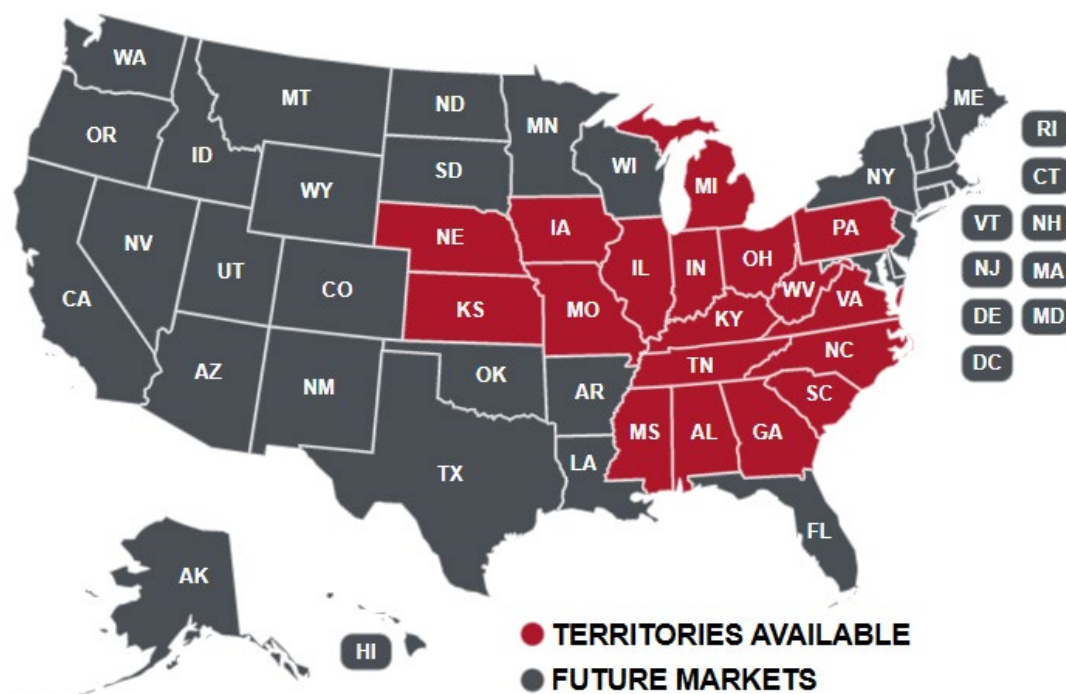 WA
MT
ND
MN
ME
OR
ID
SD
WI
NY
RI
WY
MI
CT
NE
IA
PA
VT
NH
NV
UT
IL
IN
OH
CA
CO
KS
MO
WV
VA
NJ
MA
KY
DE
MD
AZ
NM
OK
AR
TN
NC
DC
SC
MS
AL
GA
TX
LA
FL
AK
HI
TERRITORIES AVAILABLE
FUTURE MARKETS